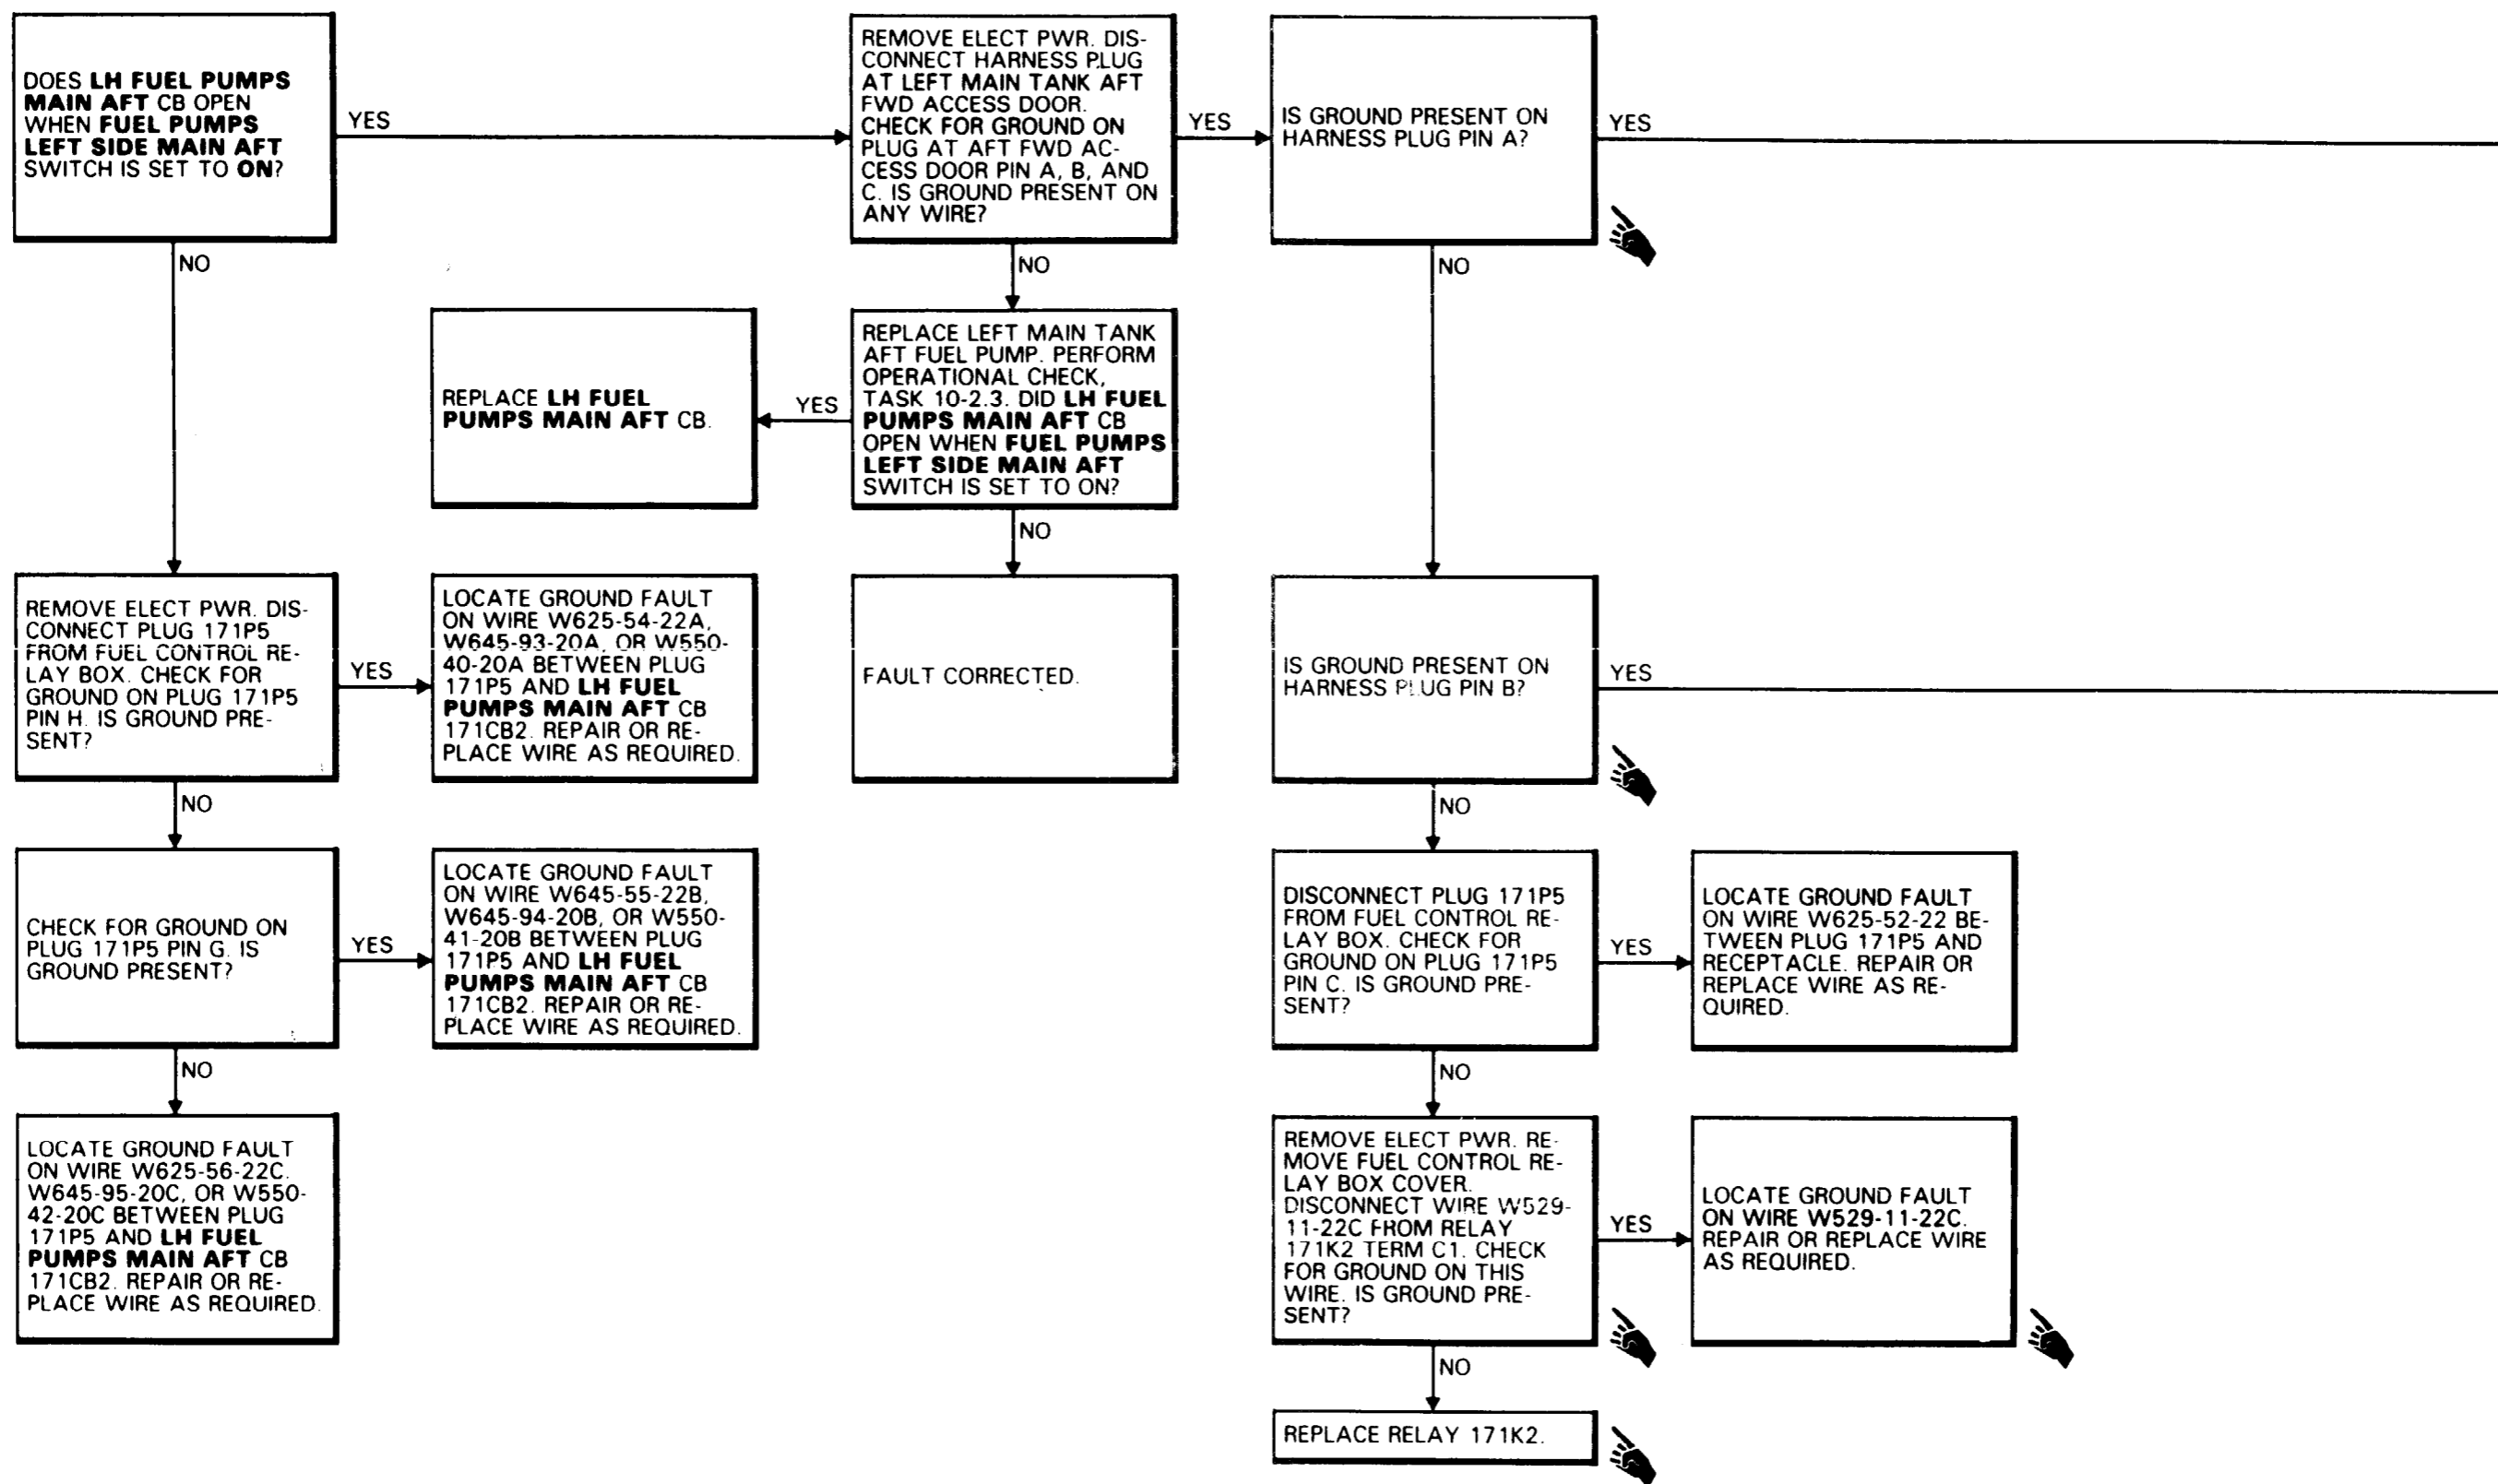 DOES LH FUEL PUMPS
MAIN AFT CB OPEN
WHEN FUEL PUMPS
LEFT SIDE MAIN AFT
SWITCH IS SET TO ON?
YES
NO
REMOVE ELECT PWR. DIS-
CONNECT HARNESS PLUG
AT LEFT MAIN TANK AFT
FWD ACCESS DOOR.
CHECK FOR GROUND ON
PLUG AT AFT FWD AC-
CESS DOOR PIN A, B, AND
C. IS GROUND PRESENT ON
ANY WIRE?
YES
NO
IS GROUND PRESENT ON
HARNESS PLUG PIN A?
YES
NO
REPLACE LH FUEL
PUMPS MAIN AFT CB.
YES
REPLACE LEFT MAIN TANK
AFT FUEL PUMP. PERFORM
OPERATIONAL CHECK,
TASK 10-2.3. DID LH FUEL
PUMPS MAIN AFT CB
OPEN WHEN FUEL PUMPS
LEFT SIDE MAIN AFT
SWITCH IS SET TO ON?
NO
REMOVE ELECT PWR. DIS-
CONNECT PLUG 171P5
FROM FUEL CONTROL RE-
LAY BOX. CHECK FOR
GROUND ON PLUG 171P5
PIN H. IS GROUND PRE-
SENT?
YES
NO
LOCATE GROUND FAULT
ON WIRE W625-54-22A,
W645-93-20A, OR W550-
40-20A BETWEEN PLUG
171P5 AND LH FUEL
PUMPS MAIN AFT CB
171CB2. REPAIR OR RE-
PLACE WIRE AS REQUIRED.
FAULT CORRECTED.
IS GROUND PRESENT ON
HARNESS PLUG PIN B?
YES
NO
CHECK FOR GROUND ON
PLUG 171P5 PIN G. IS
GROUND PRESENT?
YES
NO
LOCATE GROUND FAULT
ON WIRE W645-55-22B,
W645-94-20B, OR W550-
41-20B BETWEEN PLUG
171P5 AND LH FUEL
PUMPS MAIN AFT CB
171CB2. REPAIR OR RE-
PLACE WIRE AS REQUIRED.
DISCONNECT PLUG 171P5
FROM FUEL CONTROL RE-
LAY BOX. CHECK FOR
GROUND ON PLUG 171P5
PIN C. IS GROUND PRE-
SENT?
YES
NO
LOCATE GROUND FAULT
ON WIRE W625-52-22 BE-
TWEEN PLUG 171P5 AND
RECEPTACLE. REPAIR OR
REPLACE WIRE AS RE-
QUIRED.
LOCATE GROUND FAULT
ON WIRE W625-56-22C.
W645-95-20C, OR W550-
42-20C BETWEEN PLUG
171P5 AND LH FUEL
PUMPS MAIN AFT CB
171CB2. REPAIR OR RE-
PLACE WIRE AS REQUIRED.
REMOVE ELECT PWR. RE-
MOVE FUEL CONTROL RE-
LAY BOX COVER.
DISCONNECT WIRE W529-
11-22C FROM RELAY
171K2 TERM C1. CHECK
FOR GROUND ON THIS
WIRE. IS GROUND PRE-
SENT?
YES
NO
LOCATE GROUND FAULT
ON WIRE W529-11-22C.
REPAIR OR REPLACE WIRE
AS REQUIRED.
REPLACE RELAY 171K2.